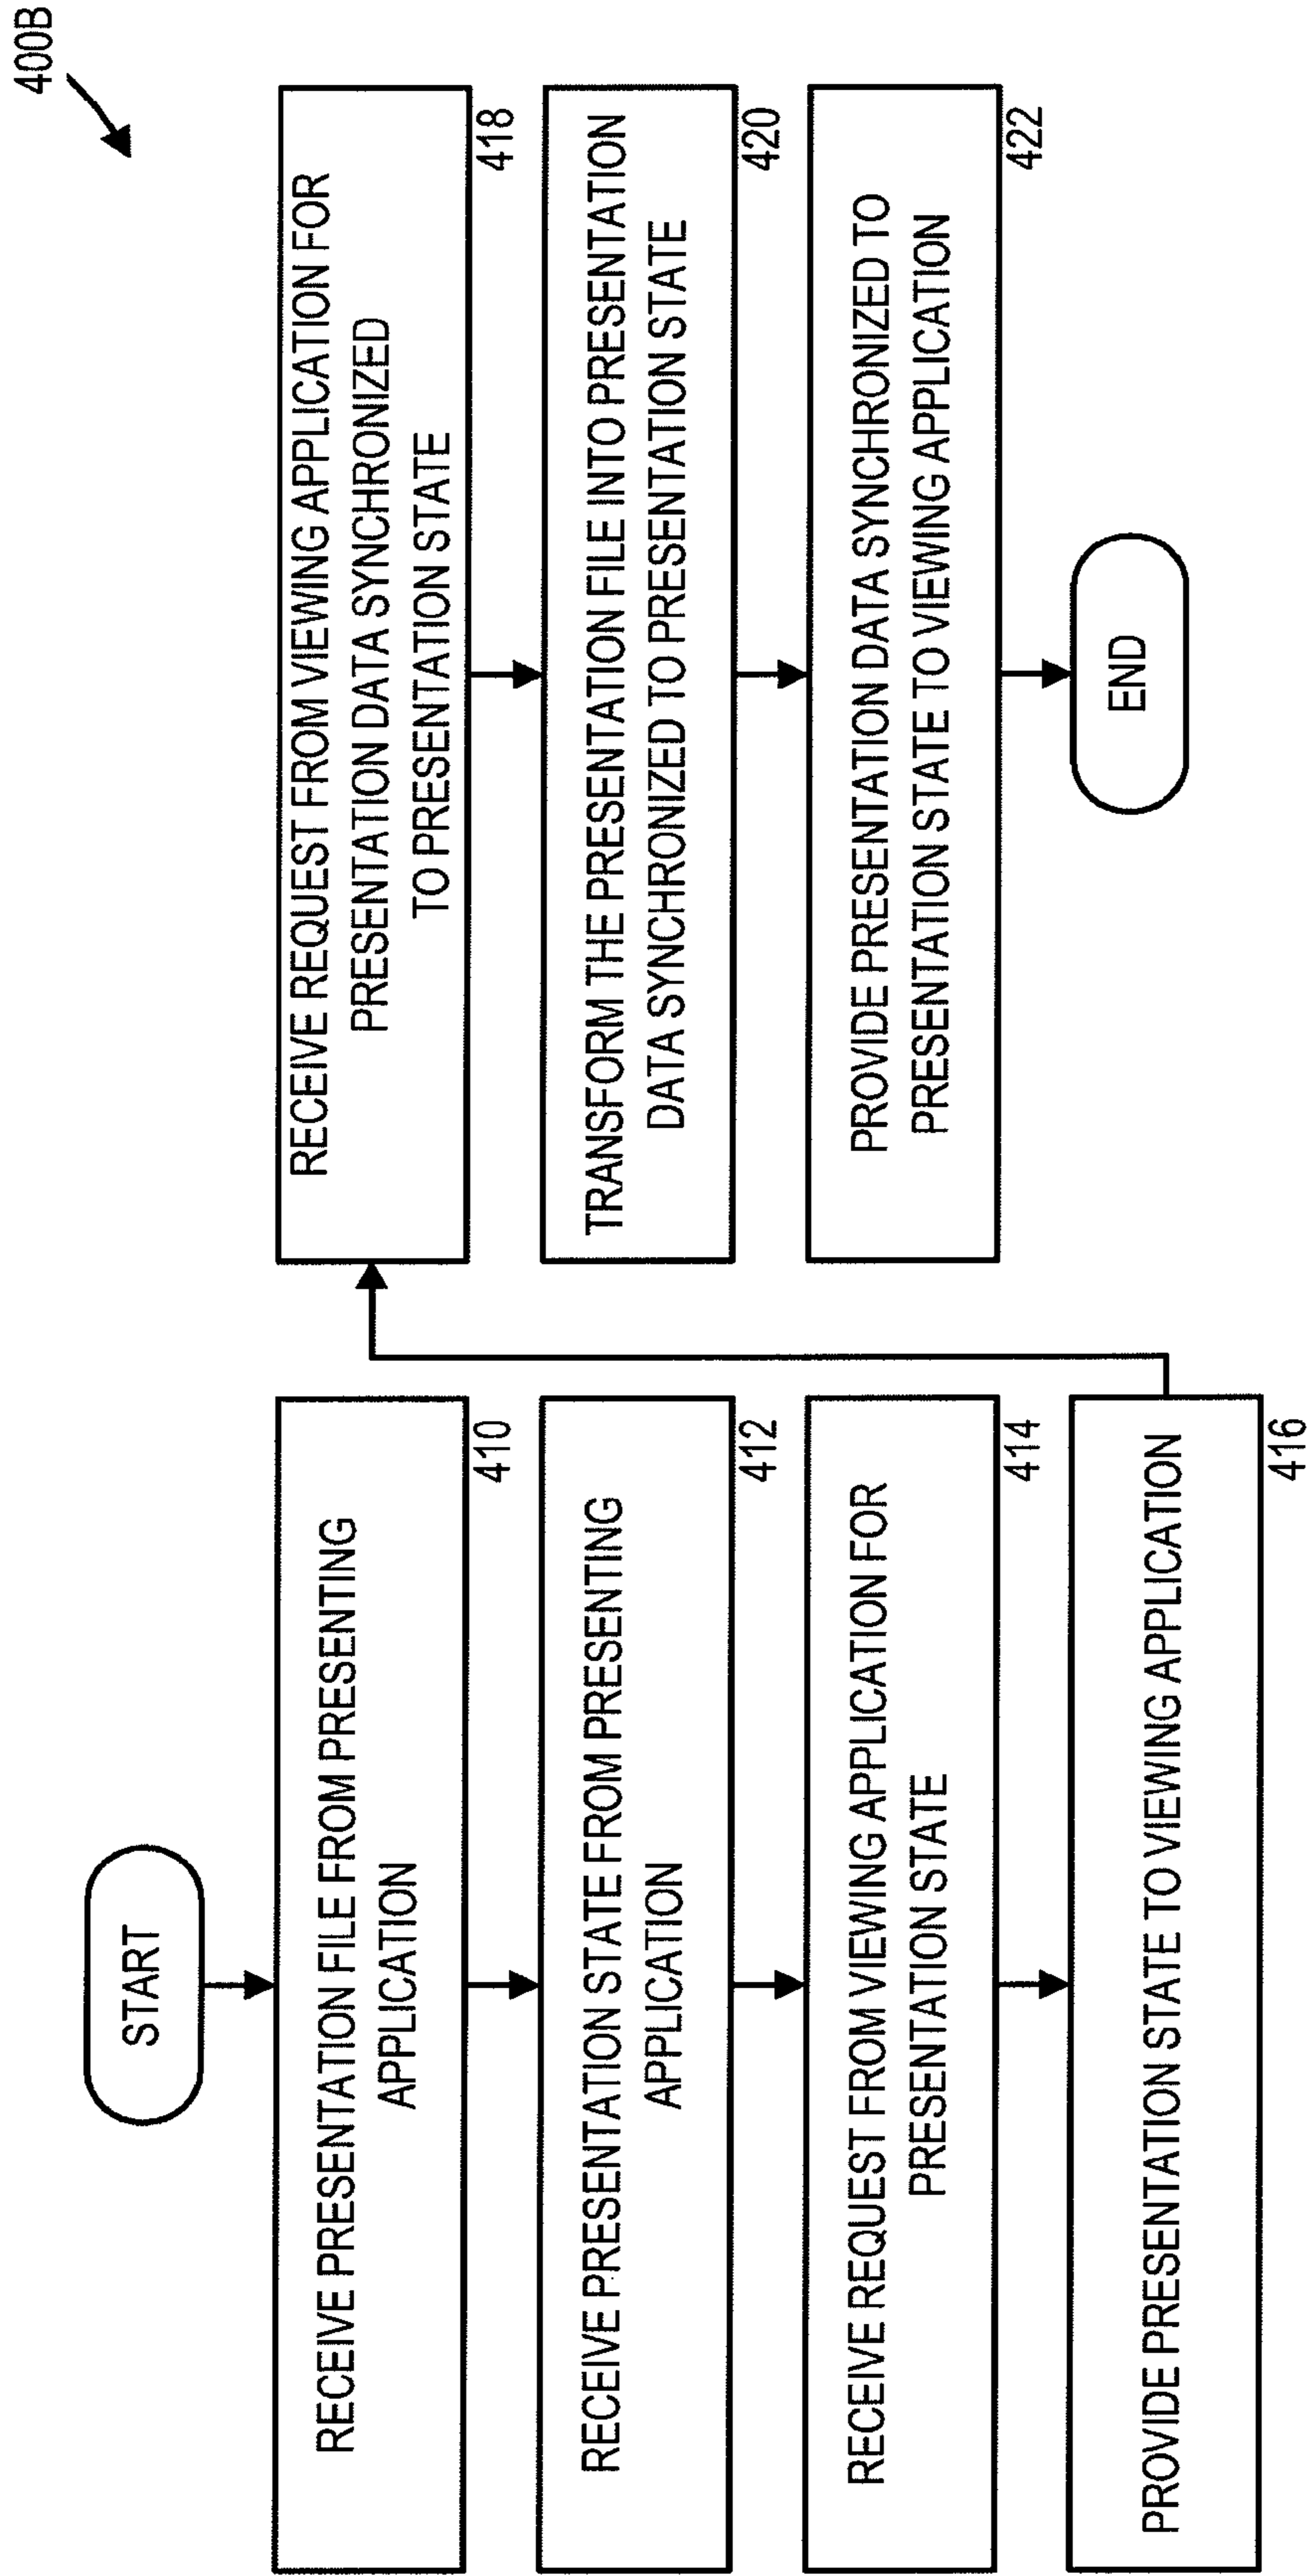 400B
START
RECEIVE PRESENTATION FILE FROM PRESENTING
APPLICATION
410
RECEIVE PRESENTATION STATE FROM PRESENTING
APPLICATION
412
RECEIVE REQUEST FROM VIEWING APPLICATION FOR
PRESENTATION STATE
414
PROVIDE PRESENTATION STATE TO VIEWING APPLICATION
416
RECEIVE REQUEST FROM VIEWING APPLICATION FOR
PRESENTATION DATA SYNCHRONIZED
TO PRESENTATION STATE
418
TRANSFORM THE PRESENTATION FILE INTO PRESENTATION
DATA SYNCHRONIZED TO PRESENTATION STATE
420
PROVIDE PRESENTATION DATA SYNCHRONIZED TO
PRESENTATION STATE TO VIEWING APPLICATION
422
END